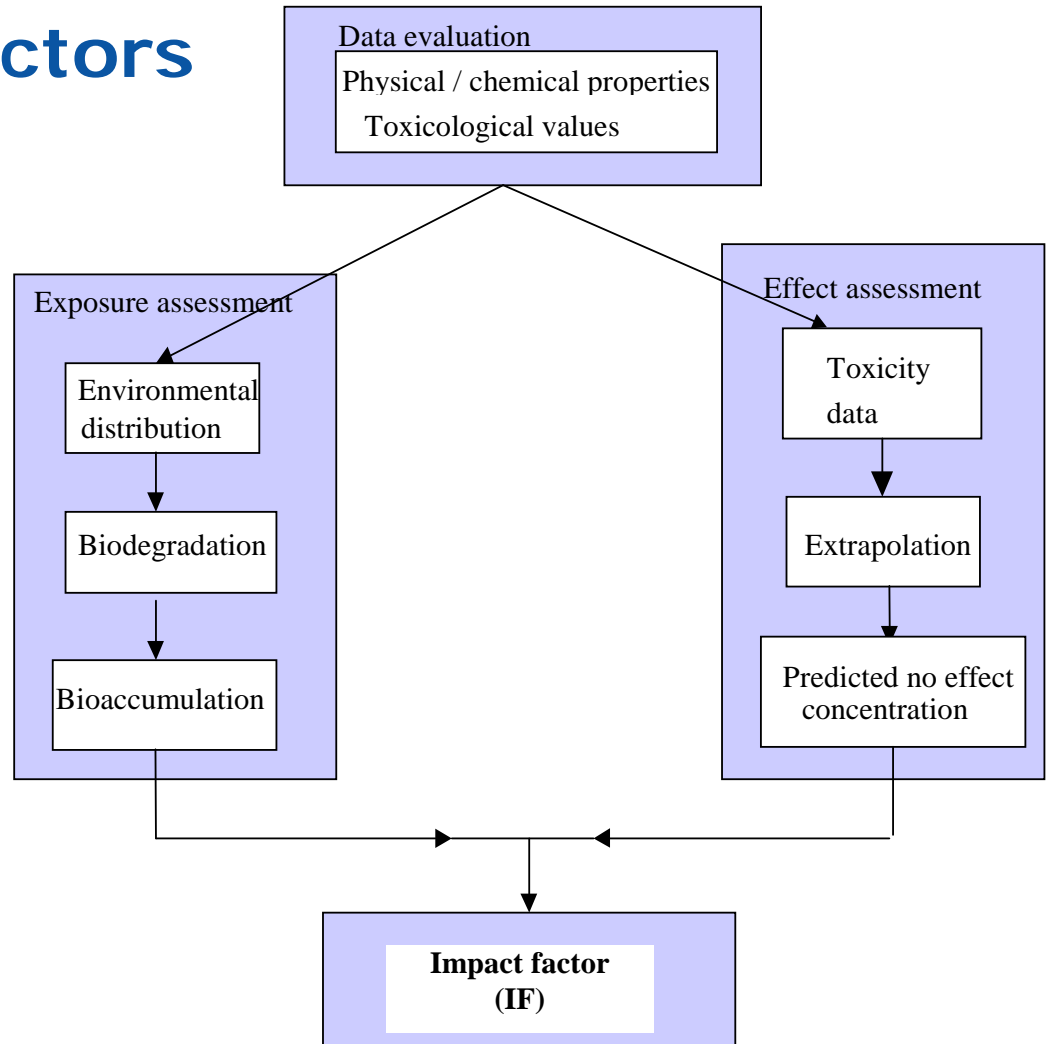 ctors
Data evaluation
Physical / chemical properties
Toxicological values
Exposure assessment
Environmental
distribution
Biodegradation
Bioaccumulation
Effect assessment
Toxicity
data
Extrapolation
Predicted no effect
concentration
Impact factor
(IF)